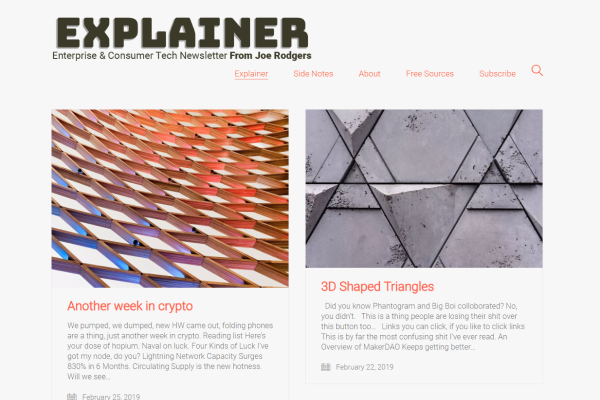 EXPLAINER
Enterprise & Consumer Tech Newsletter From Joe Rodgers
Explainer Side Notes About Free Sources Subscribe
Another week in crypto
We pumped, we dumped, new HW came out, folding phones
are a thing, just another week in crypto. Reading list Here's
your dose of hopium. Naval on luck. Four Kinds of Luck I've
got my node, do you? Lightning Network Capacity Surges
830% in 6 Months. Circulating Supply is the new hotness.
Will we see...
February 25, 2019
3D Shaped Triangles
Did you know Phantogram and Big Boi colloborated? No,
you didn't. This is a thing people are losing their shit over
this button too... Links you can click, if you like to click links
This is by far the most confusing shit I've ever read. An
Overview of MakerDAO Keeps getting better...
February 22, 2019